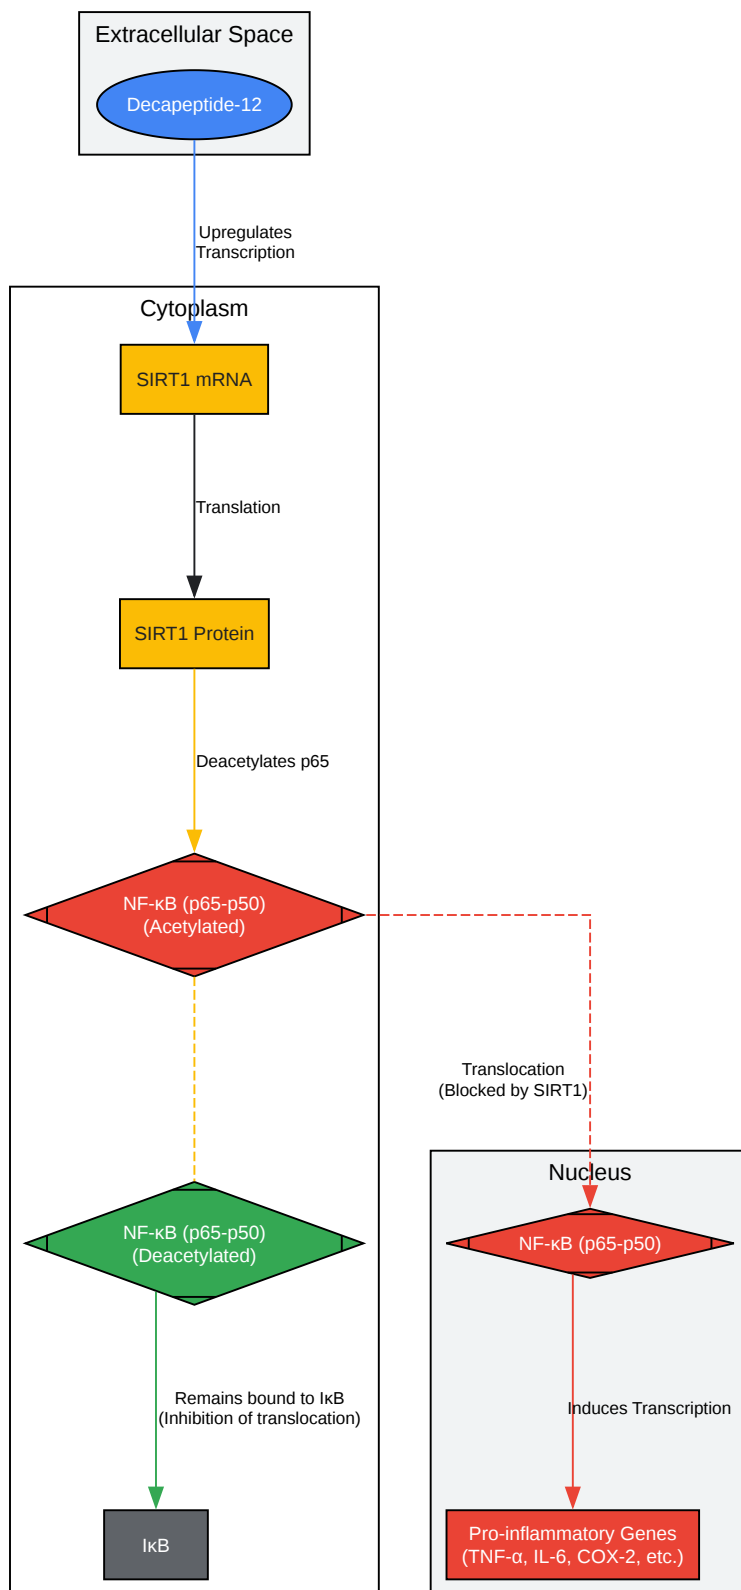 Extracellular Space
Decapeptide-12
Upregulates
Transcription
Cytoplasm
SIRT1 mRNA
Translation
SIRT1 Protein
Deacetylates p65
NF-κB (p65-p50)
(Acetylated)
Translocation
(Blocked by SIRT1)
Nucleus
NF-κB (p65-p50)
(Deacetylated)
NF-κB (p65-p50)
Remains bound to IκB
(Inhibition of translocation)
Induces Transcription
IκB
Pro-inflammatory Genes
(TNF-α, IL-6, COX-2, etc.)